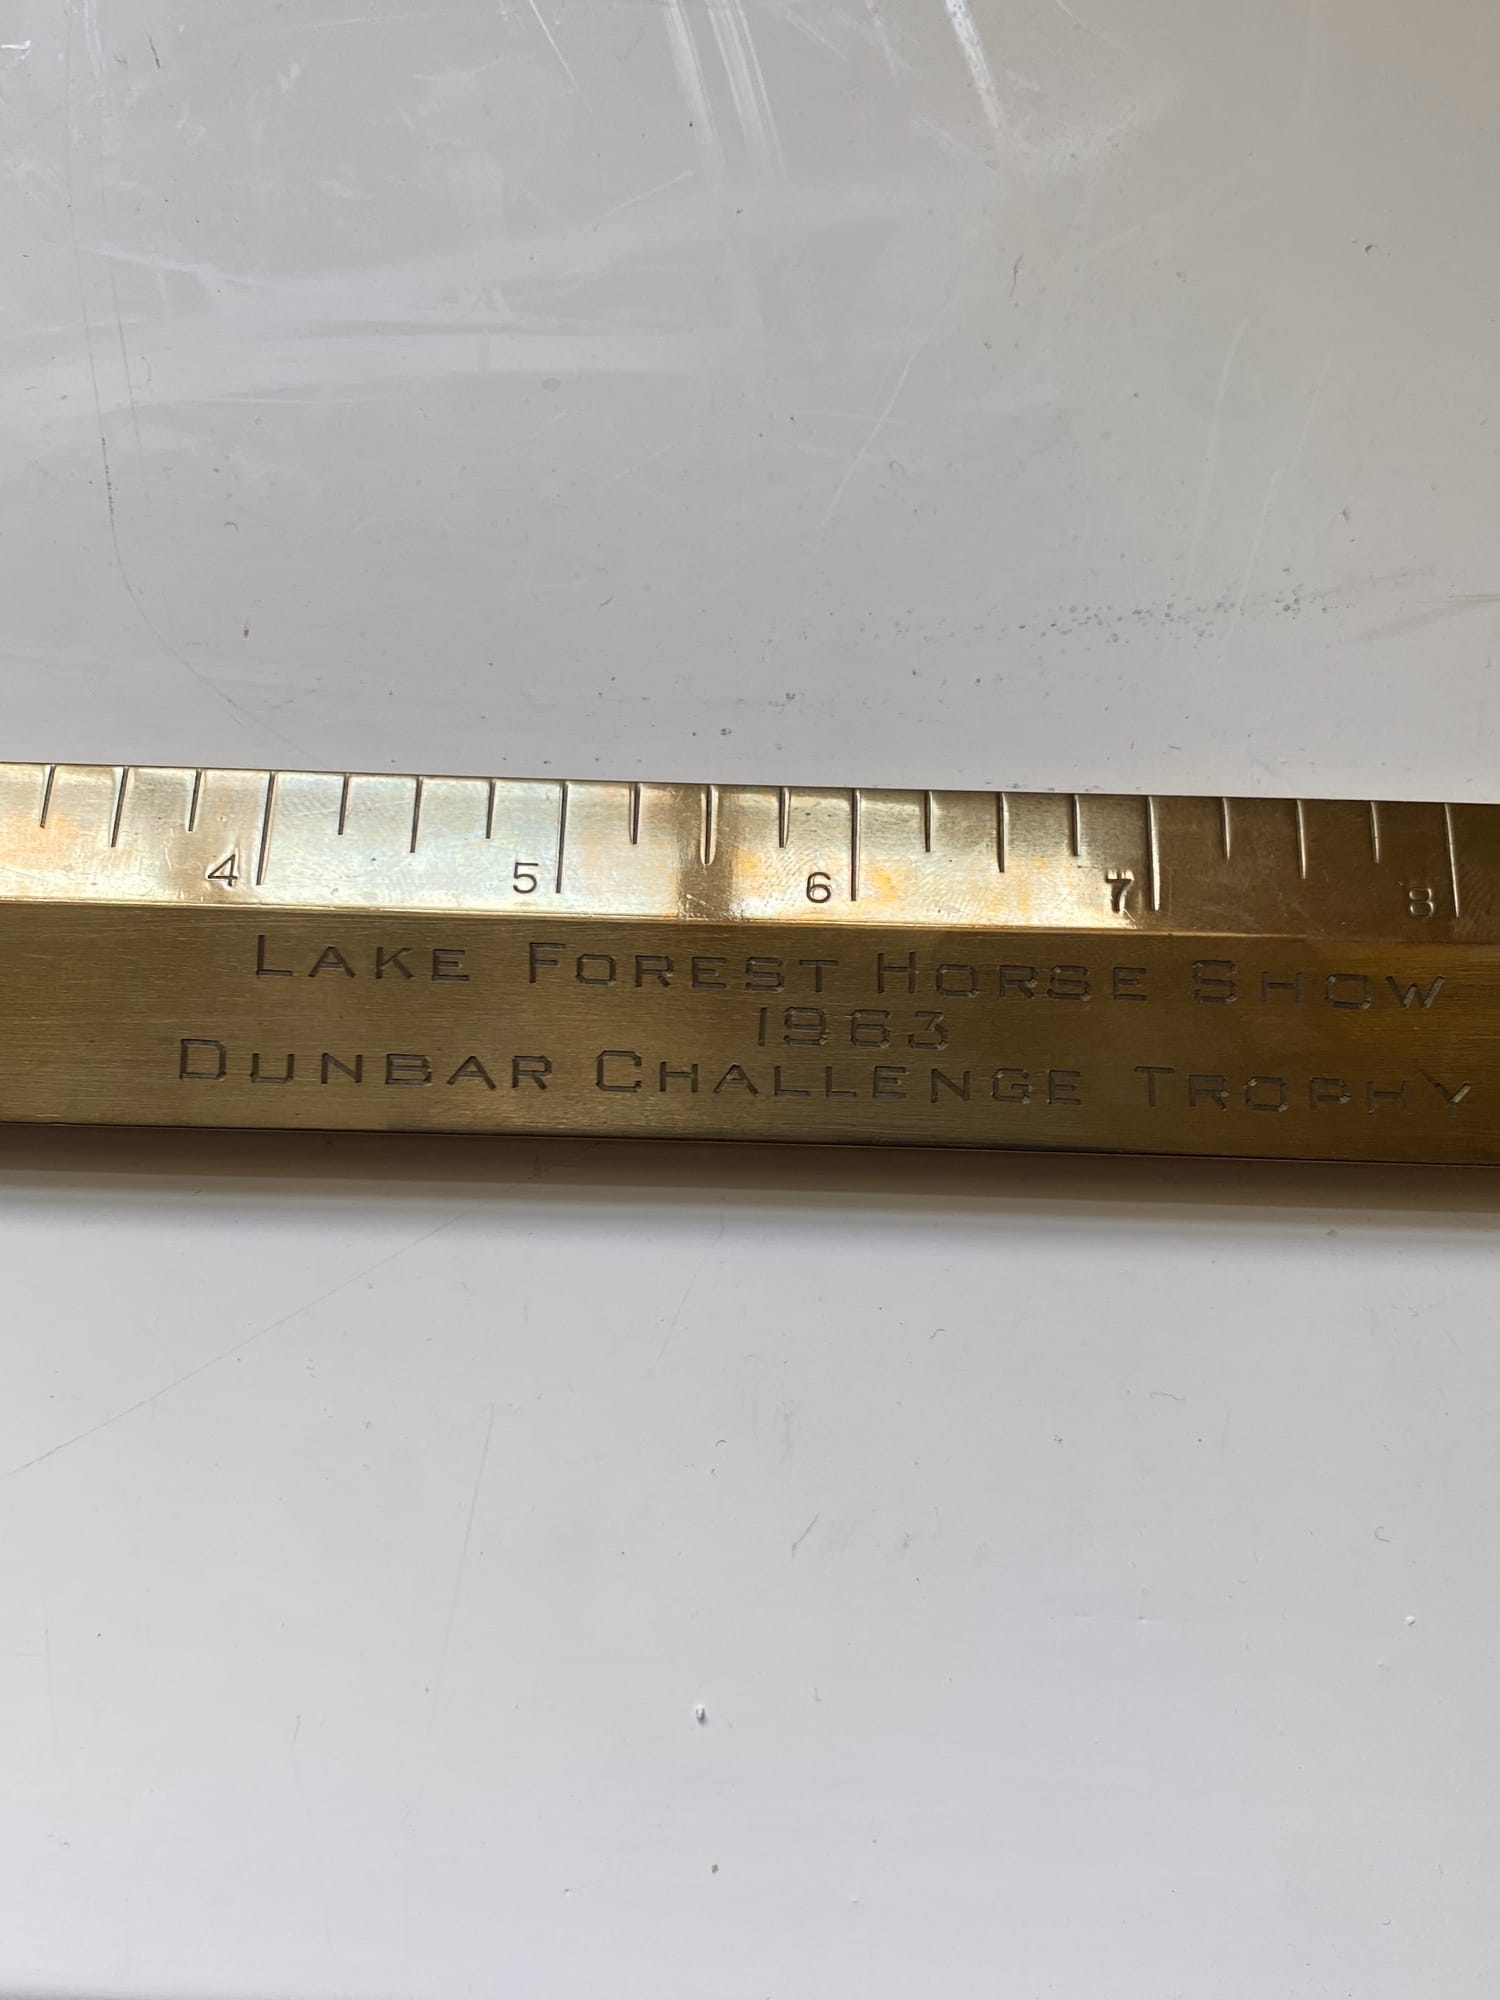 4 5 6 7 8
LAKE FOREST HORSE SHOW
1963
DUNBAR CHALLENGE TROPHY